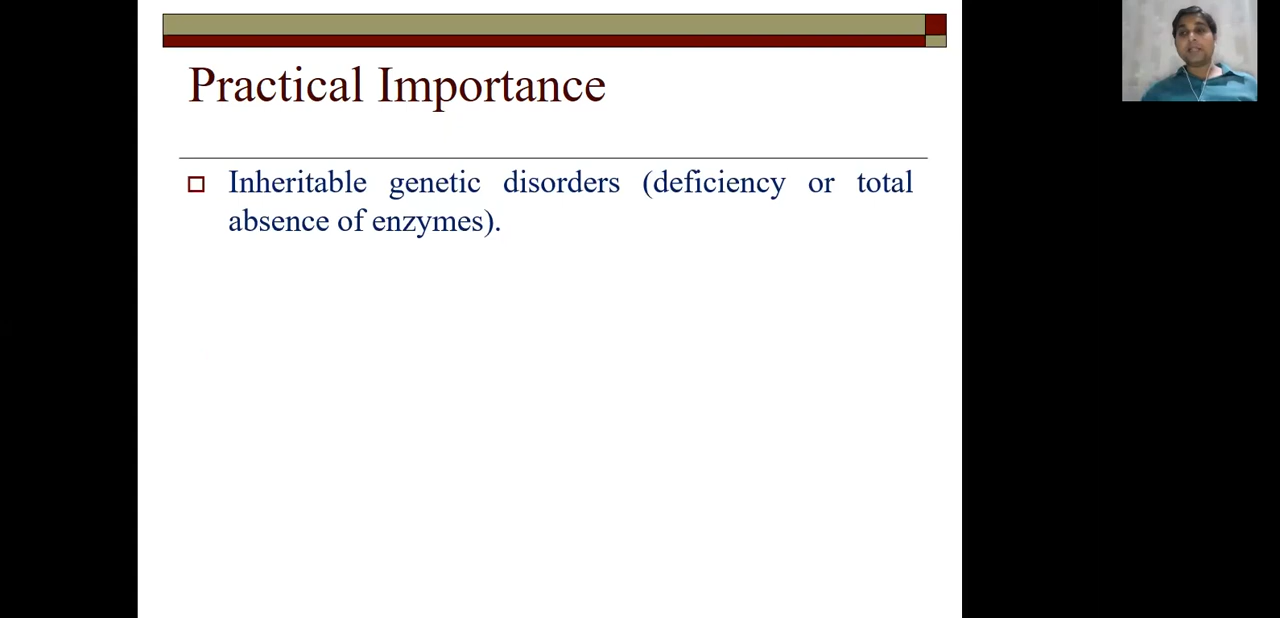 Practical Importance
Inheritable genetic disorders (deficiency or total
absence of enzymes).